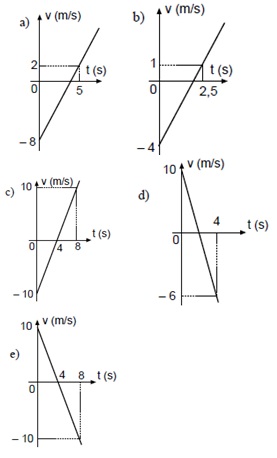 a)
v (m/s)
2
t (s)
0
5
– 8
b)
v (m/s)
1
t (s)
0
2,5
– 4
c)
v (m/s)
10
t (s)
0
4
8
– 10
d)
v (m/s)
10
4
t (s)
0
– 6
e)
v (m/s)
10
4
8
t (s)
0
– 10